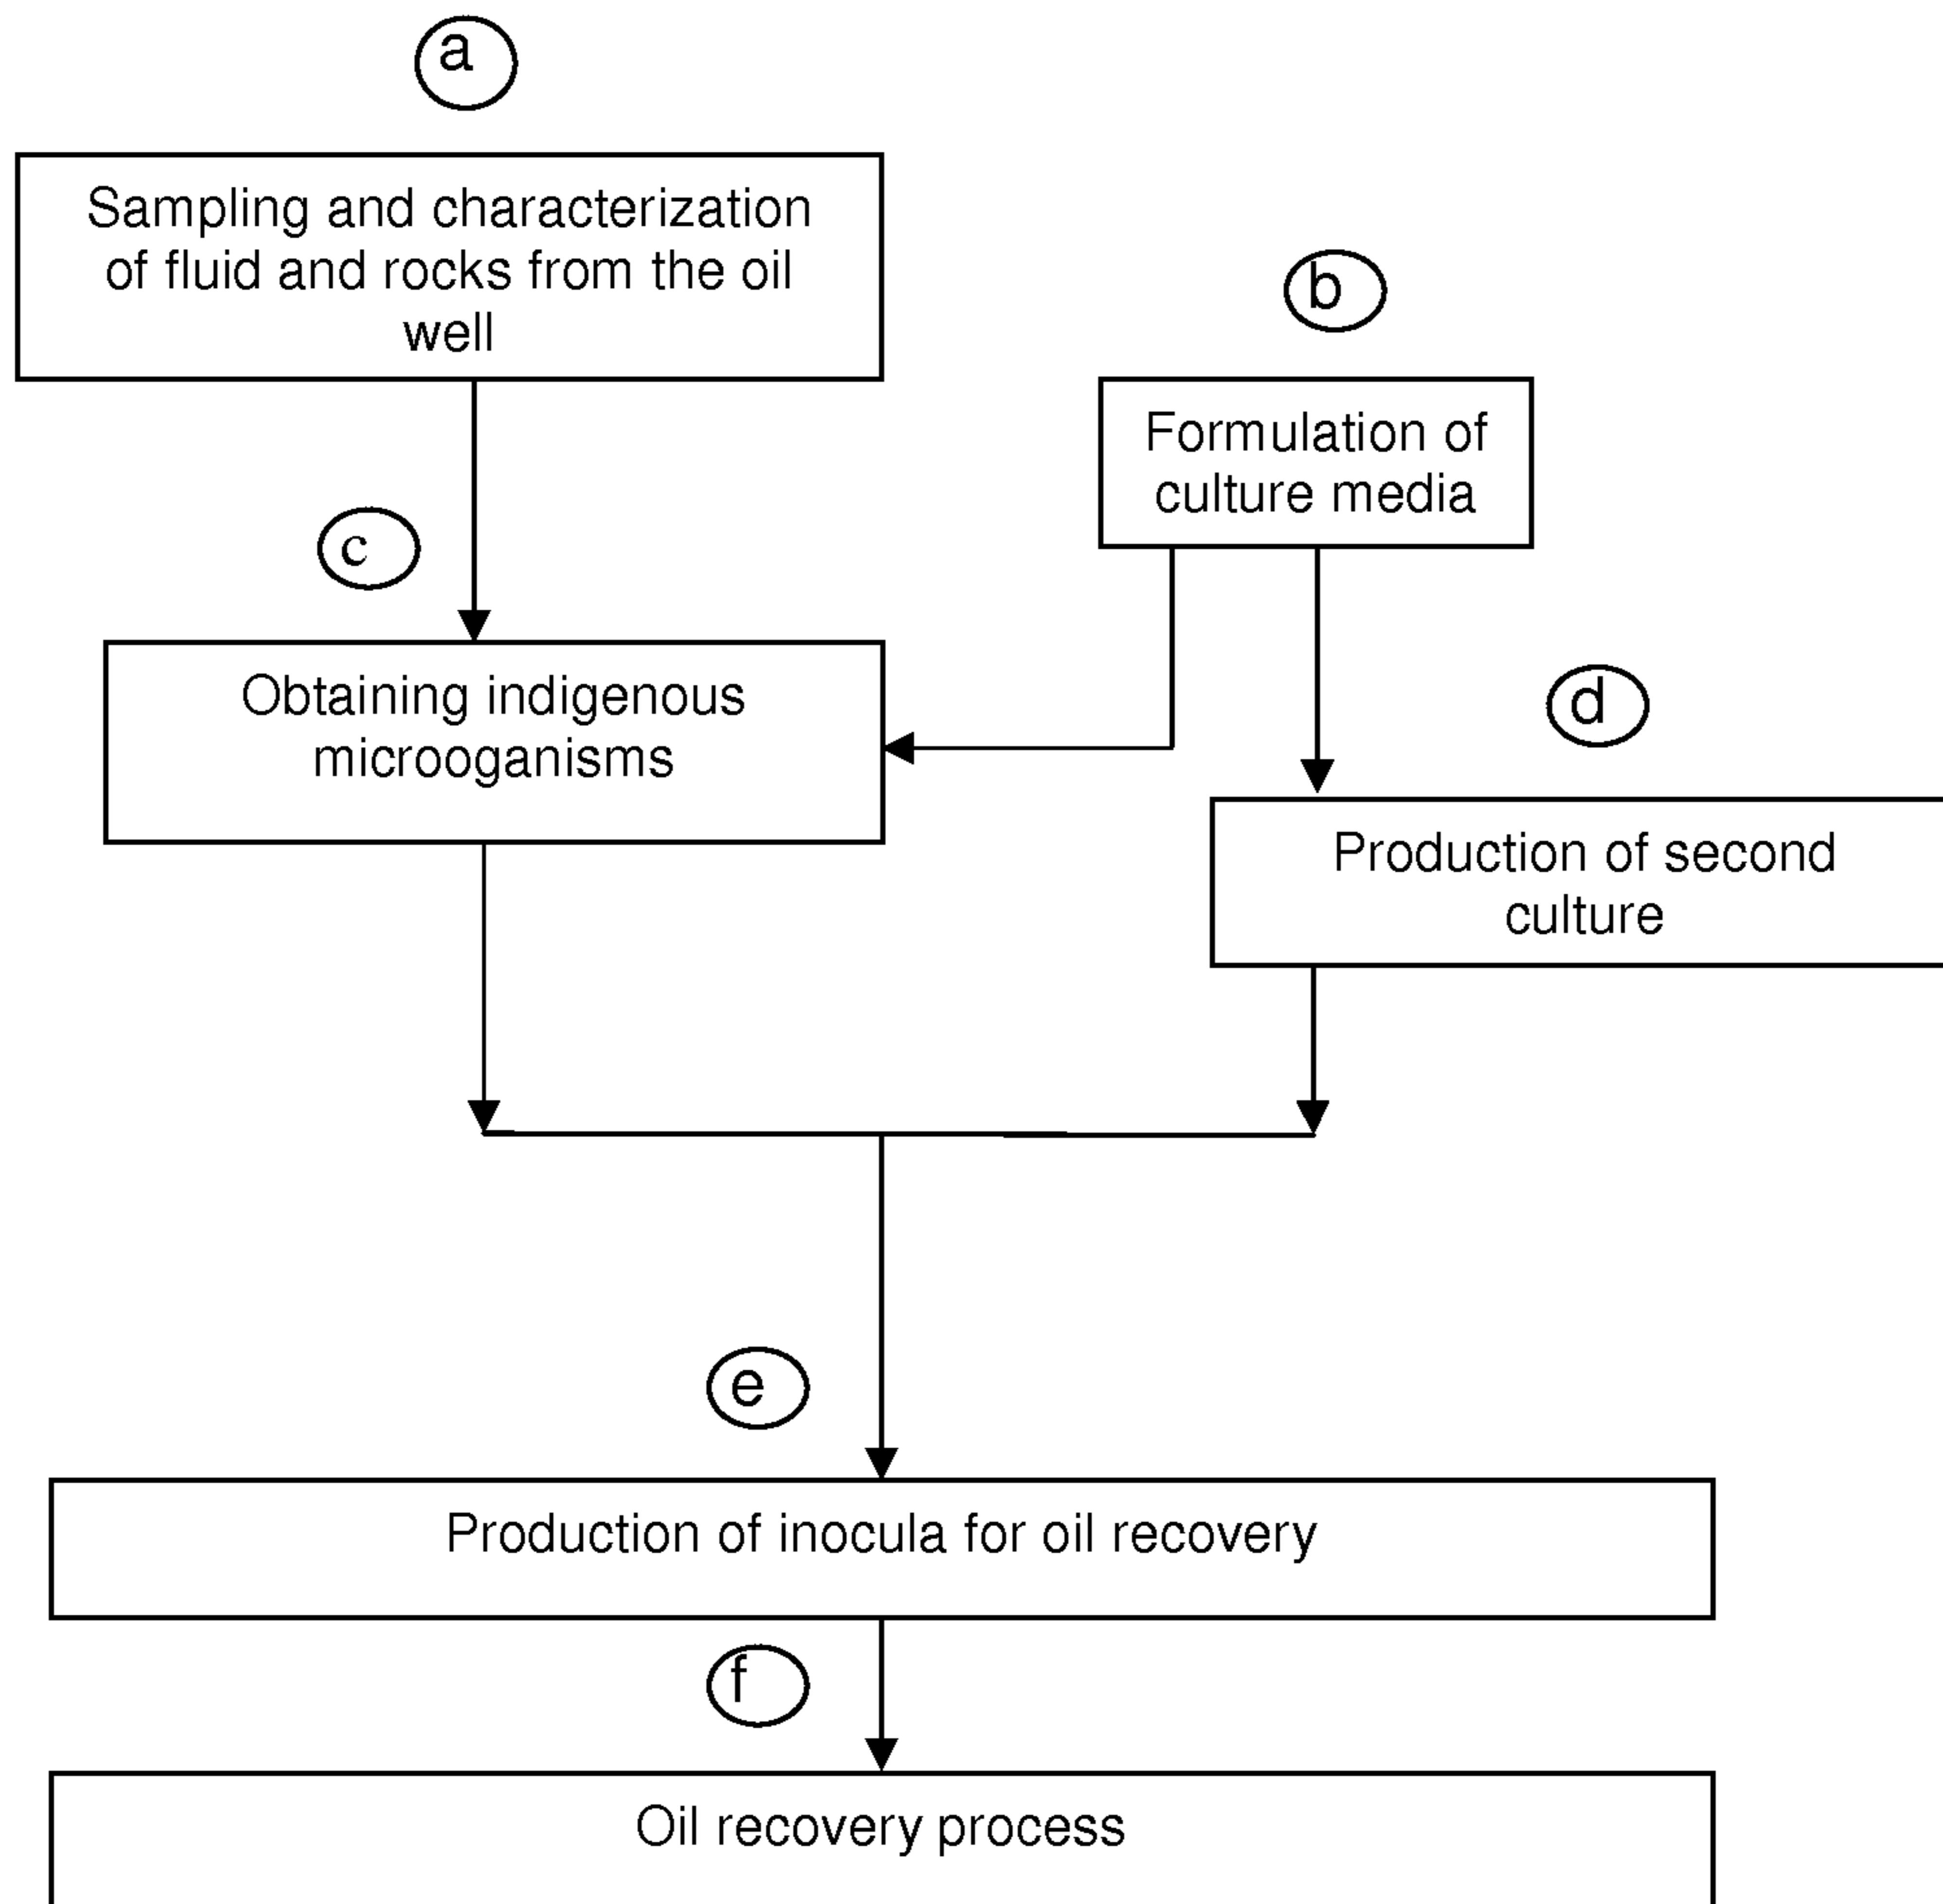 a
Sampling and characterization
of fluid and rocks from the oil
well
b
Formulation of
culture media
c
Obtaining indigenous
microoganisms
d
Production of second
culture
e
Production of inocula for oil recovery
f
Oil recovery process